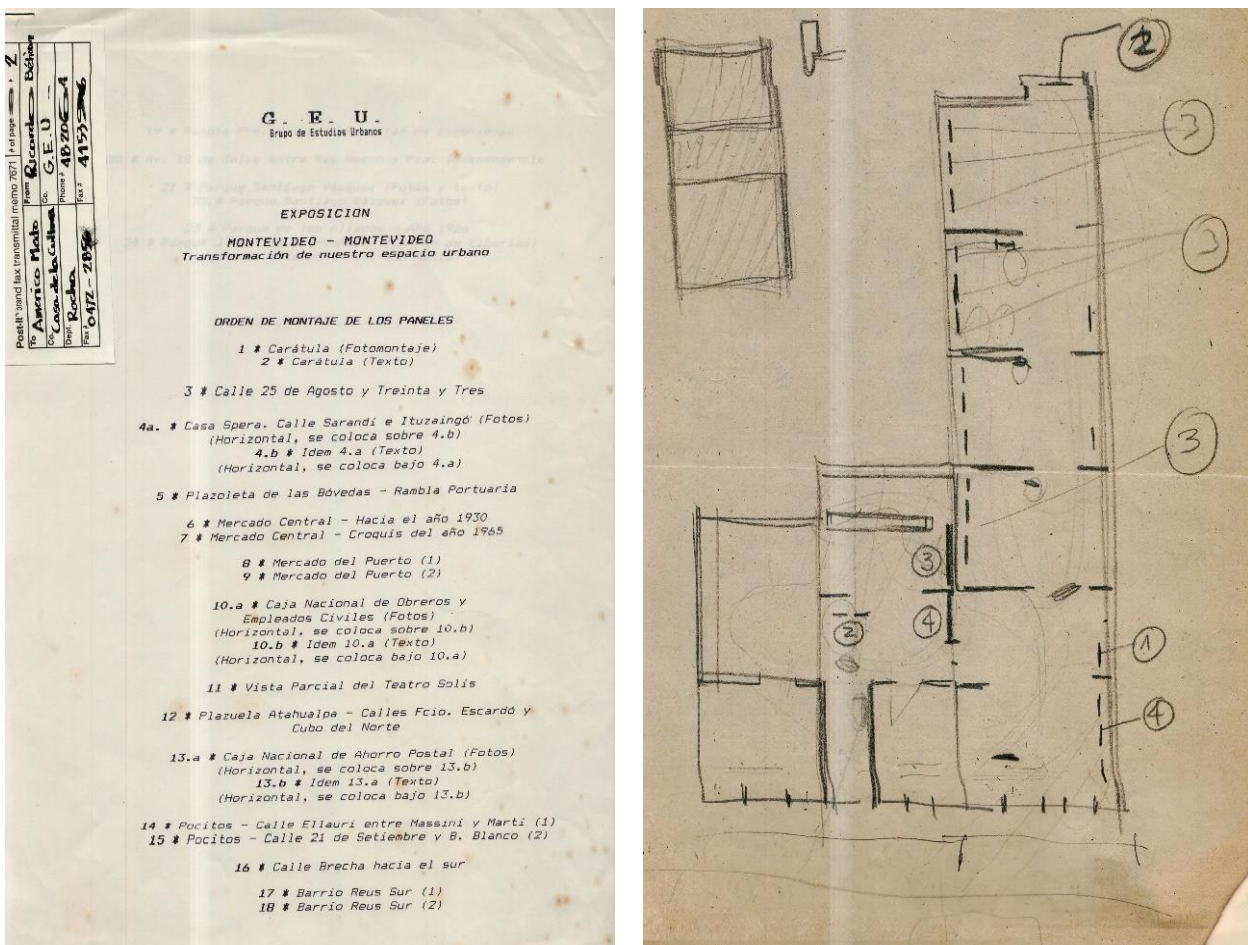 Post-It brand fax transmittal memo 7671 # of pages 2
To Americo Mato From Ricardo Béhèran
Co. Casa de la Cultura Co. G.E.U
Dept. Rocha Phone #
Fax # 0472-2856 Fax #
G. E. U.
Grupo de Estudios Urbanos
EXPOSICION
MONTEVIDEO - MONTEVIDEO
Transformación de nuestro espacio urbano
ORDEN DE MONTAJE DE LOS PANELES
1 * Carátula (Fotomontaje)
2 * Carátula (Texto)
3 * Calle 25 de Agosto y Treinta y Tres
4a. * Casa Spera. Calle Sarandí e Ituzaingó (Fotos)
(Horizontal, se coloca sobre 4.b)
4.b * Idem 4.a (Texto)
(Horizontal, se coloca bajo 4.a)
5 * Plazoleta de las Bóvedas - Rambla Portuaria
6 * Mercado Central - Hacia el año 1930
7 * Mercado Central - Croquis del año 1965
8 * Mercado del Puerto (1)
9 * Mercado del Puerto (2)
10.a * Caja Nacional de Obreros y
Empleados Civiles (Fotos)
(Horizontal, se coloca sobre 10.b)
10.b * Idem 10.a (Texto)
(Horizontal, se coloca bajo 10.a)
11 * Vista Parcial del Teatro Solís
12 * Plazuela Atahualpa - Calles Fcio. Escardó y
Cubo del Norte
13.a * Caja Nacional de Ahorro Postal (Fotos)
(Horizontal, se coloca sobre 13.b)
13.b * Idem 13.a (Texto)
(Horizontal, se coloca bajo 13.b)
14 * Pocitos - Calle Ellauri entre Massini y Martí (1)
15 * Pocitos - Calle 21 de Setiembre y B. Blanco (2)
16 * Calle Brecha hacia el sur
17 * Barrio Reus Sur (1)
18 * Barrio Reus Sur (2)
2
3
3
3
3
4
2
1
4